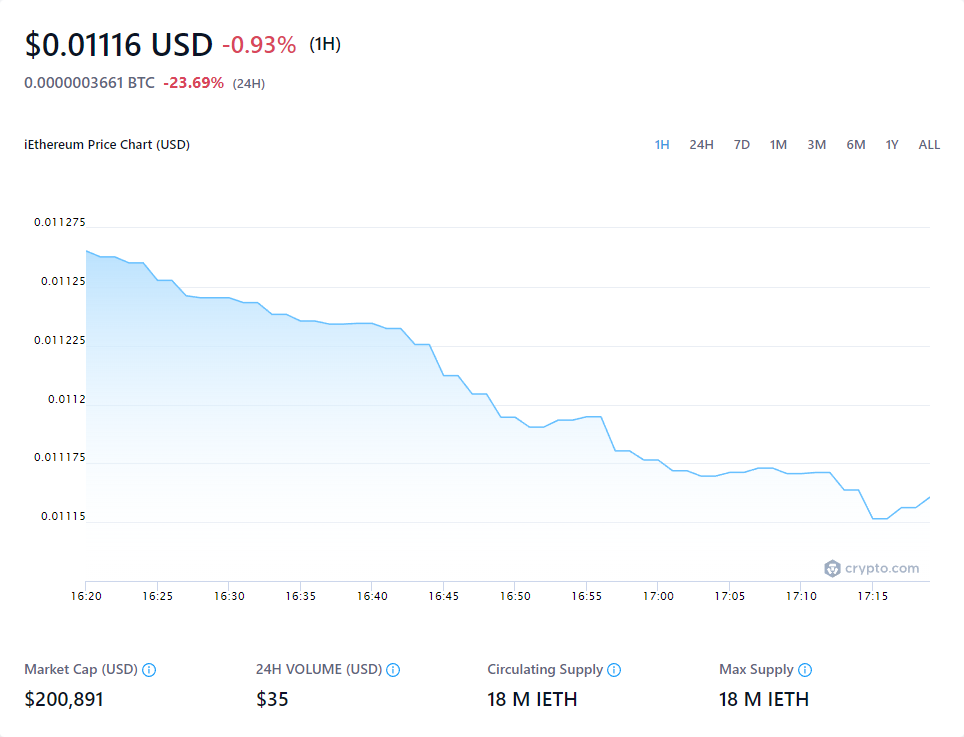 $0.01116 USD -0.93% (1H)
0.0000003661 BTC -23.69% (24H)
iEthereum Price Chart (USD) 1H 24H 7D 1M 3M 6M 1Y ALL
0.011275
0.01125
0.011225
0.0112
0.011175
0.01115
crypto.com
16:20 16:25 16:30 16:35 16:40 16:45 16:50 16:55 17:00 17:05 17:10 17:15
Market Cap (USD) 24H VOLUME (USD) Circulating Supply Max Supply
$200,891 $35 18 M IETH 18 M IETH